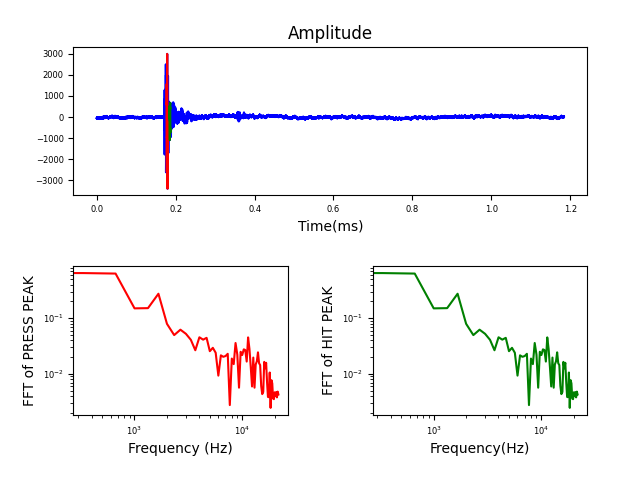 Amplitude
3000
2000
1000
0
−1000
−2000
−3000
0.0 0.2 0.4 0.6 0.8 1.0 1.2
Time(ms)
FFT of PRESS PEAK
10⁻¹
10⁻²
10³ 10⁴
Frequency (Hz)
FFT of HIT PEAK
10⁻¹
10⁻²
10³ 10⁴
Frequency(Hz)